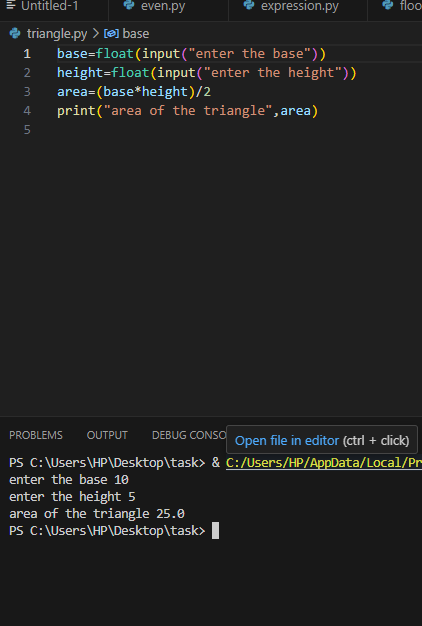 Untitled-1 even.py expression.py
triangle.py > base
1 base=float(input("enter the base"))
2 height=float(input("enter the height"))
3 area=(base*height)/2
4 print("area of the triangle",area)
5
PROBLEMS OUTPUT DEBUG CONSO Open file in editor (ctrl + click)
PS C:\Users\HP\Desktop\task> & C:/Users/HP/AppData/Local/Pr
enter the base 10
enter the height 5
area of the triangle 25.0
PS C:\Users\HP\Desktop\task>